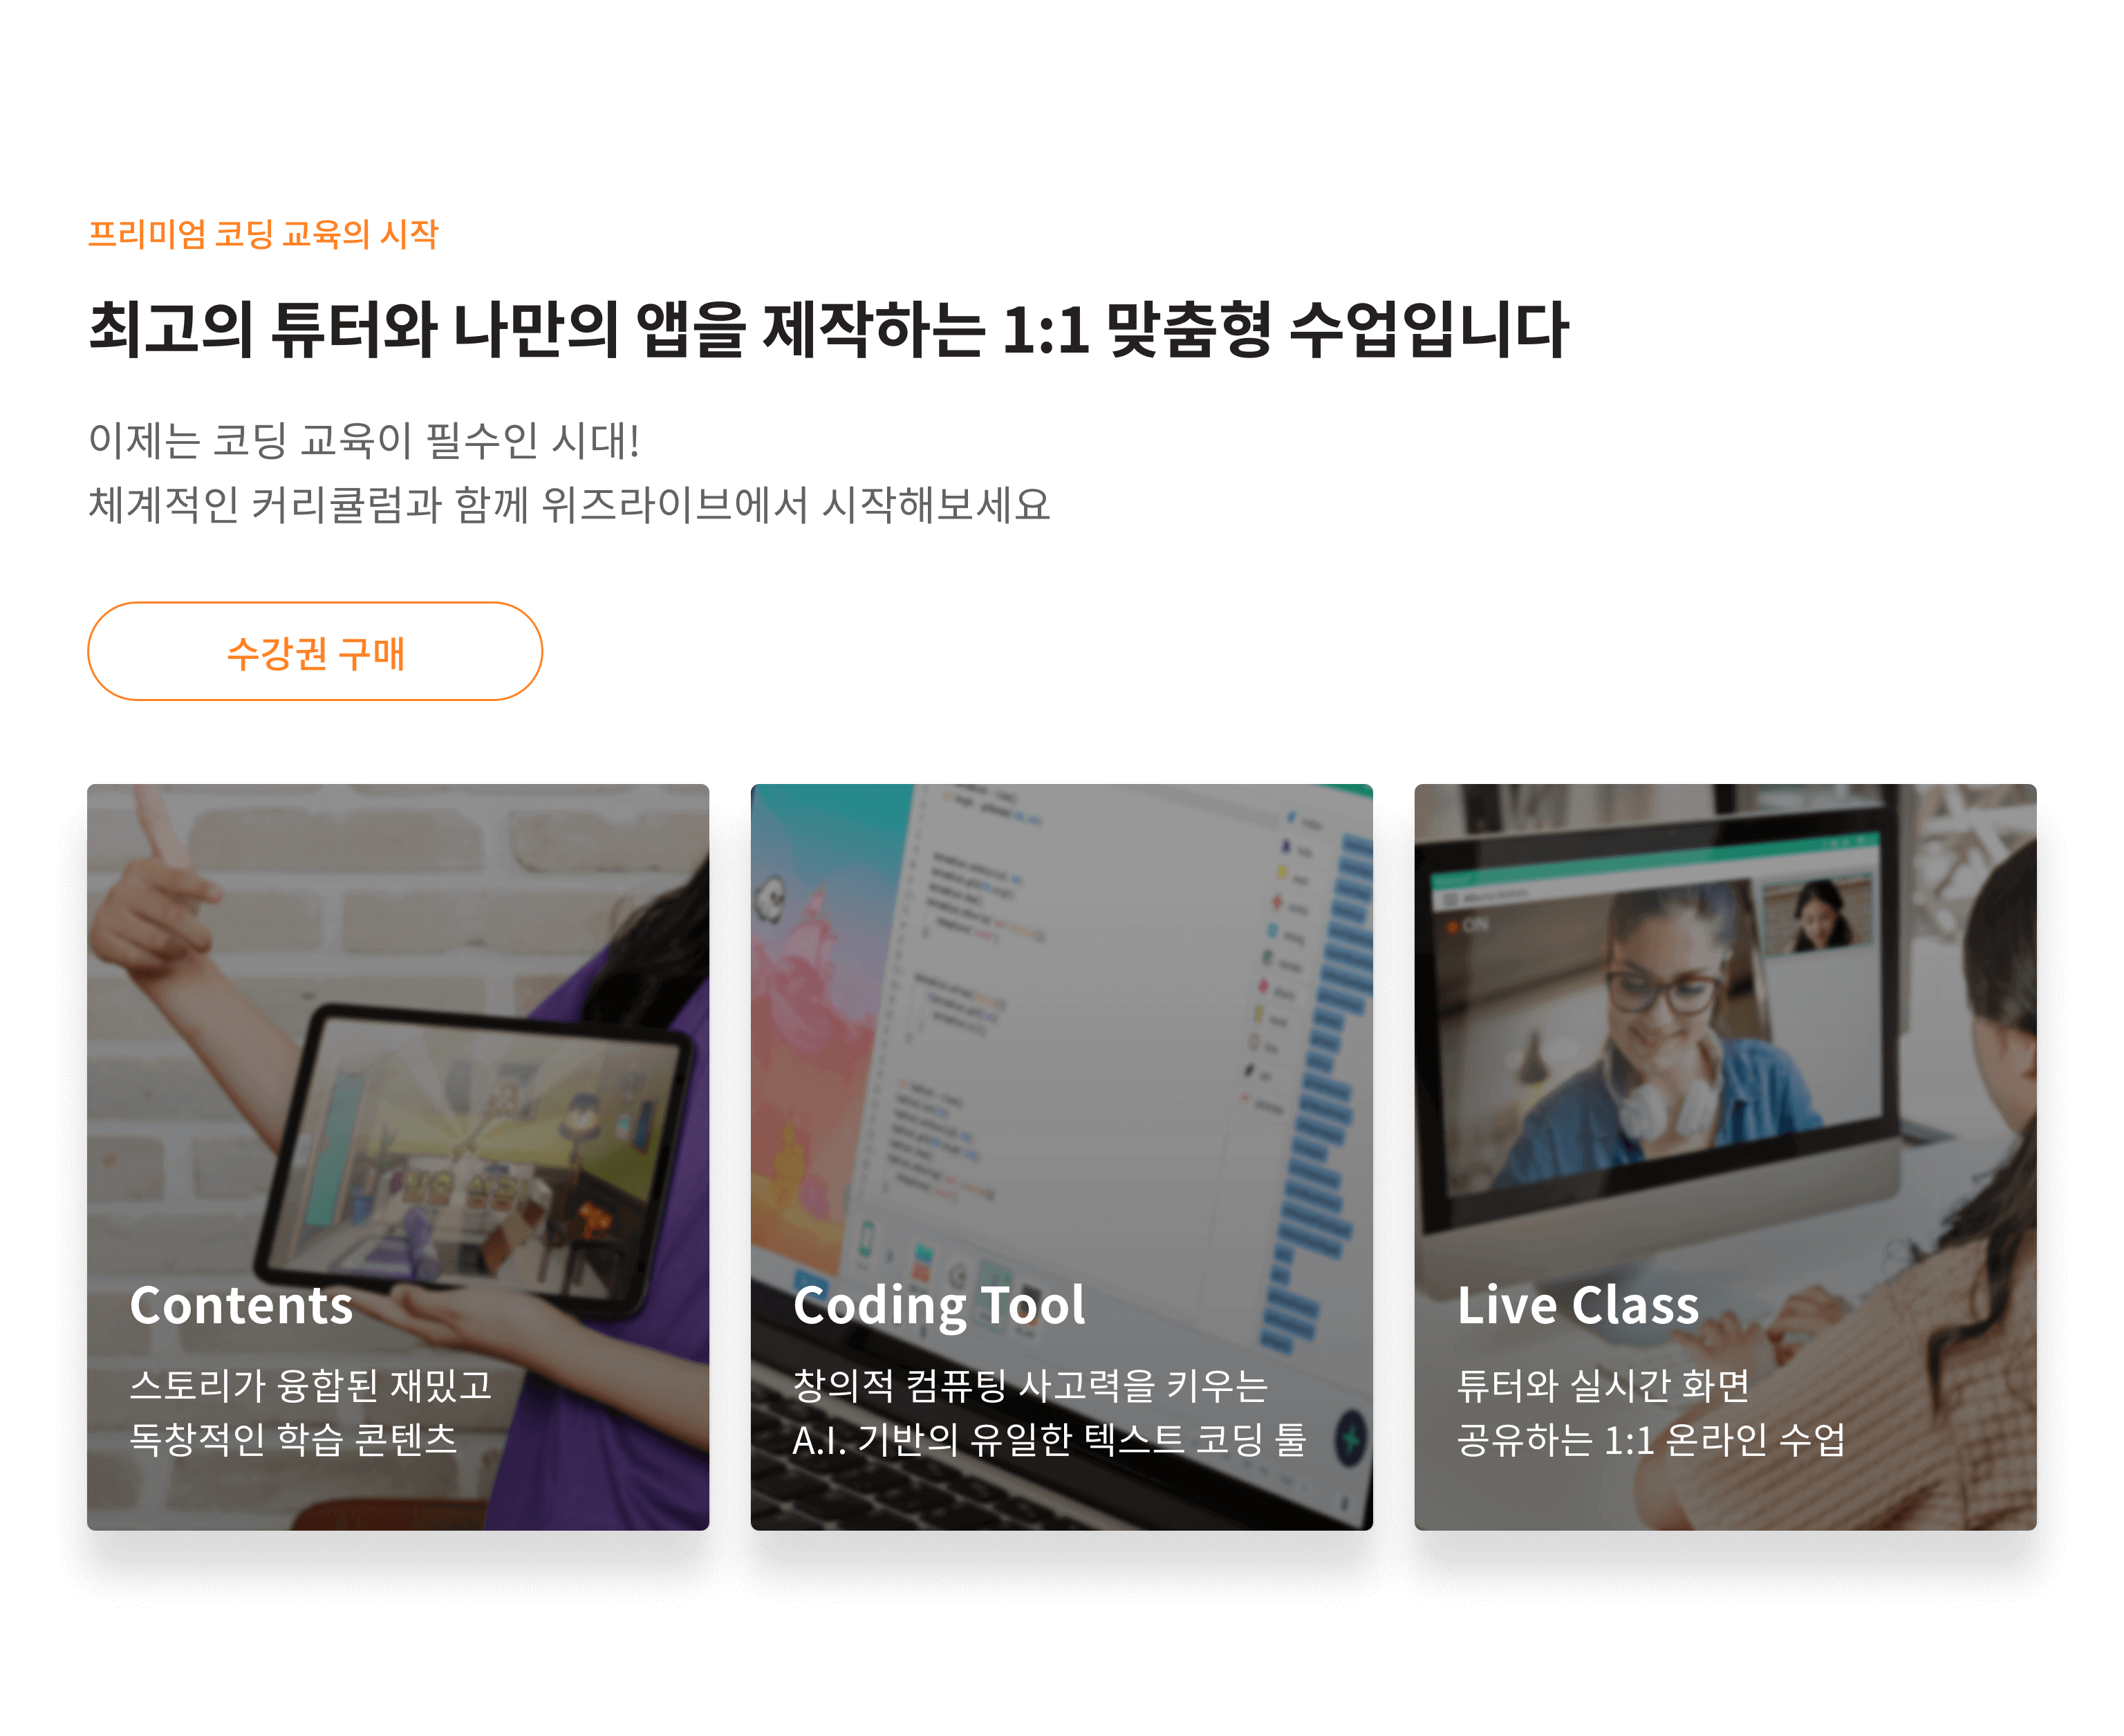 프리미엄 코딩 교육의 시작
최고의 튜터와 나만의 앱을 제작하는 1:1 맞춤형 수업입니다
이제는 코딩 교육이 필수인 시대!
체계적인 커리큘럼과 함께 위즈라이브에서 시작해보세요
수강권 구매
탈출 성공!
ON
Contents
스토리가 융합된 재밌고
독창적인 학습 콘텐츠
Coding Tool
창의적 컴퓨팅 사고력을 키우는
A.I. 기반의 유일한 텍스트 코딩 툴
Live Class
튜터와 실시간 화면
공유하는 1:1 온라인 수업